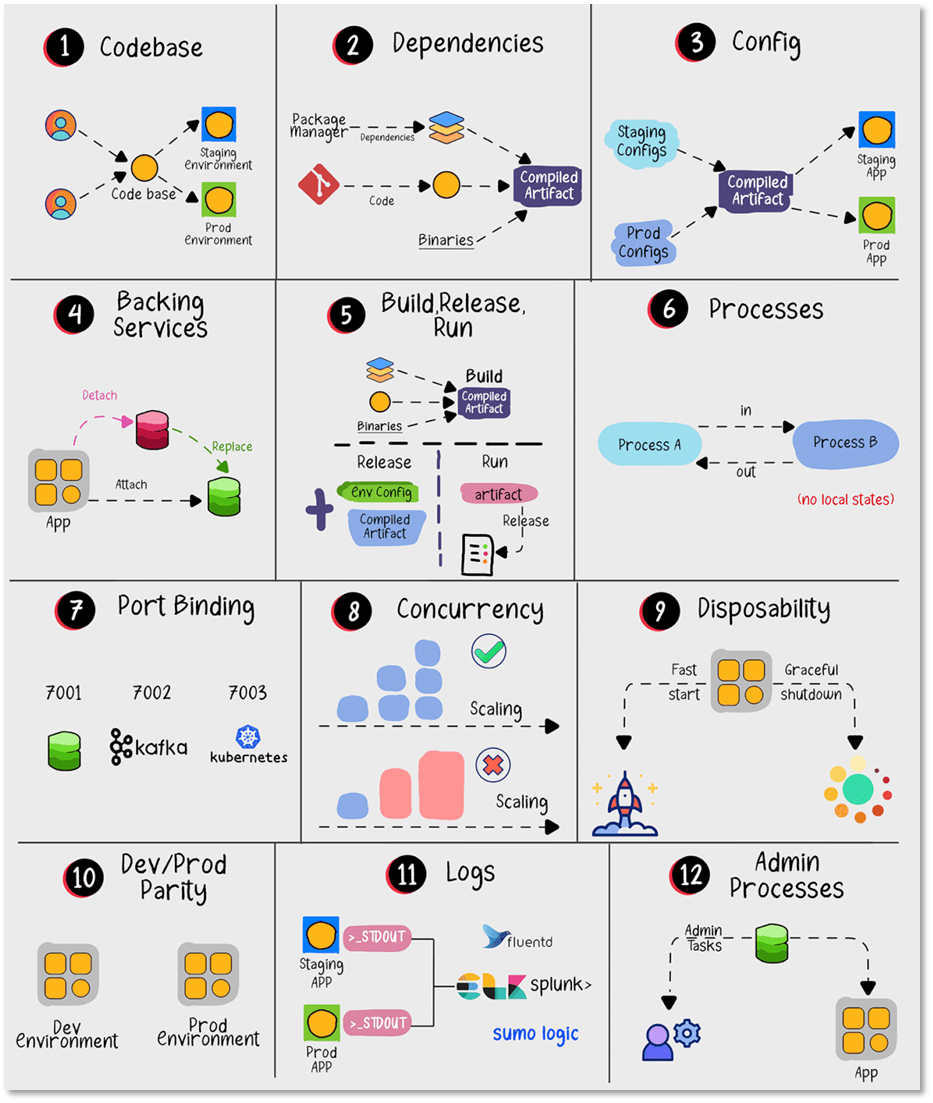 1 Codebase
Staging
Environment
Code base
Prod
Environment
2 Dependencies
Package
Manager
Dependencies
Code
Compiled
Artifact
Binaries
3 Config
Staging
Configs
Compiled
Artifact
Prod
Configs
Staging
App
Prod
App
4 Backing
Services
Detach
Replace
Attach
App
5 Build,Release,
Run
Build
Compiled
Artifact
Binaries
Release
env Config
Compiled
Artifact
Run
artifact
Release
6 Processes
in
Process A
Process B
out
(no local states)
7 Port Binding
7001
7002
7003
kafka
kubernetes
8 Concurrency
Scaling
Scaling
9 Disposability
Fast
start
Graceful
shutdown
10 Dev/Prod
Parity
Dev
Environment
Prod
Environment
11 Logs
>_STDOUT
Staging
APP
>_STDOUT
Prod
APP
fluentd
ELK
splunk>
sumo logic
12 Admin
Processes
Admin
Tasks
App